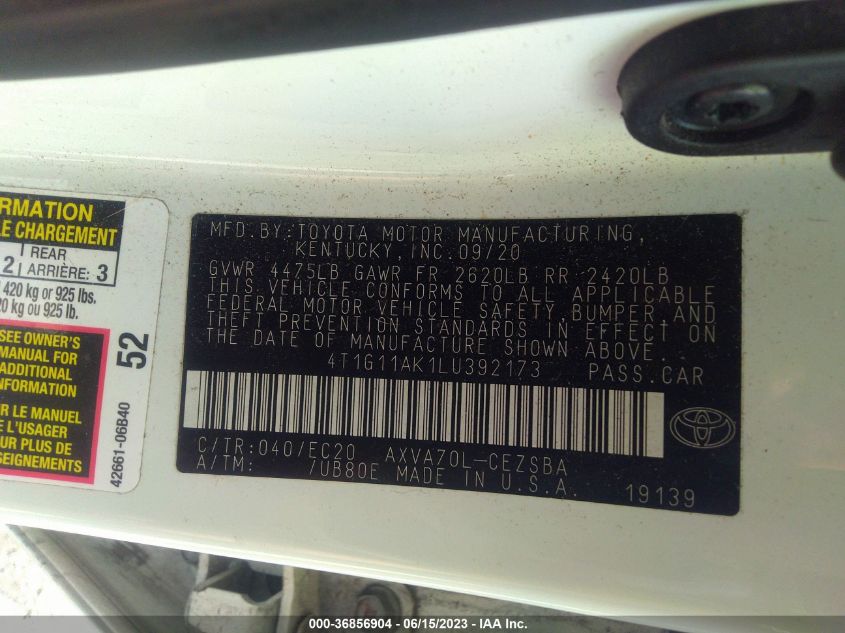 RMATION
LE CHARGEMENT
2 REAR
ARRIÈRE: 3
420 kg or 925 lbs.
20 kg ou 925 lb.
SEE OWNER'S
MANUAL FOR
ADDITIONAL
INFORMATION
R LE MANUEL
E L'USAGER
UR PLUS DE
NSEIGNEMENTS
52
42661-06B40
MFD.BY:TOYOTA MOTOR MANUFACTURING,
KENTUCKY, INC.09/20
GVWR 4475LB GAWR FR 2620LB RR 2420LB
THIS VEHICLE CONFORMS TO ALL APPLICABLE
FEDERAL MOTOR VEHICLE SAFETY,BUMPER,AND
THEFT PREVENTION STANDARDS IN EFFECT ON
THE DATE OF MANUFACTURE SHOWN ABOVE.
4T1G11AK1LU392173 PASS.CAR
C/TR:040/EC20 AXVA70L-CEZSBA
A/TM: /UB80E MADE IN U.S.A.
19139
000-36856904 - 06/15/2023 - IAA Inc.